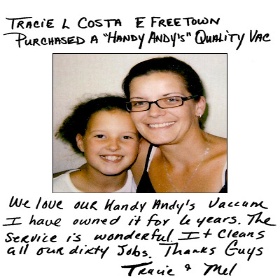 TRACIE L COSTA E FREETOWN
PURCHASED A "HANDY ANDY'S" QUALITY VAC
We love our Handy Andy's Vaccum
I have owned it for 4 years. The
Service is wonderful It Cleans
all our dirty Jobs. Thanks Guys
Tracie & Mel